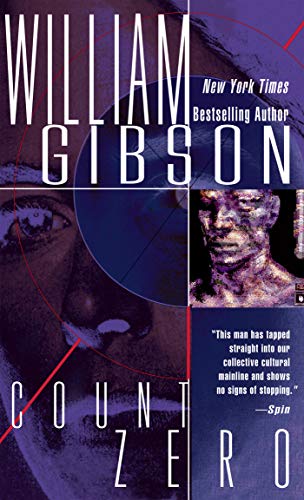 WILLIAM
GIBSON
New York Times
Bestselling Author
"This man has tapped
straight into our
collective cultural
mainline and shows
no signs of stopping."
—Spin
COUNT
ZERO